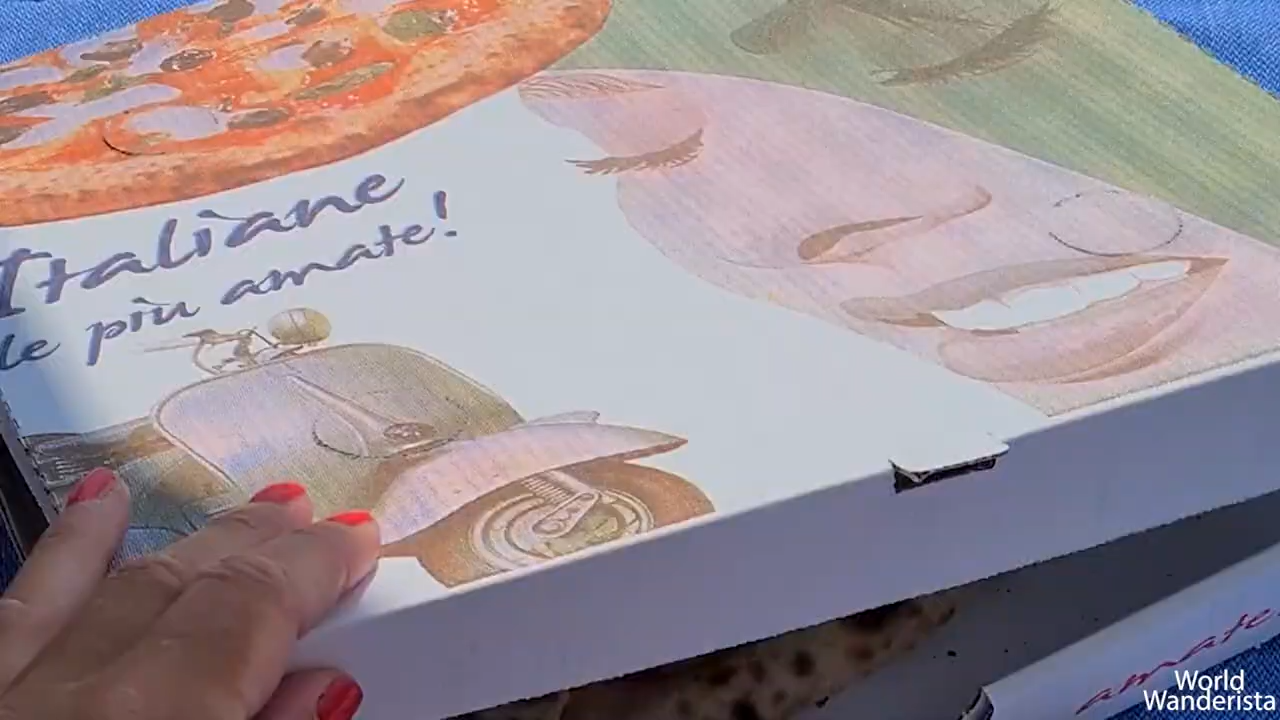 Italiane
le più amate!
amate
World
Wanderista